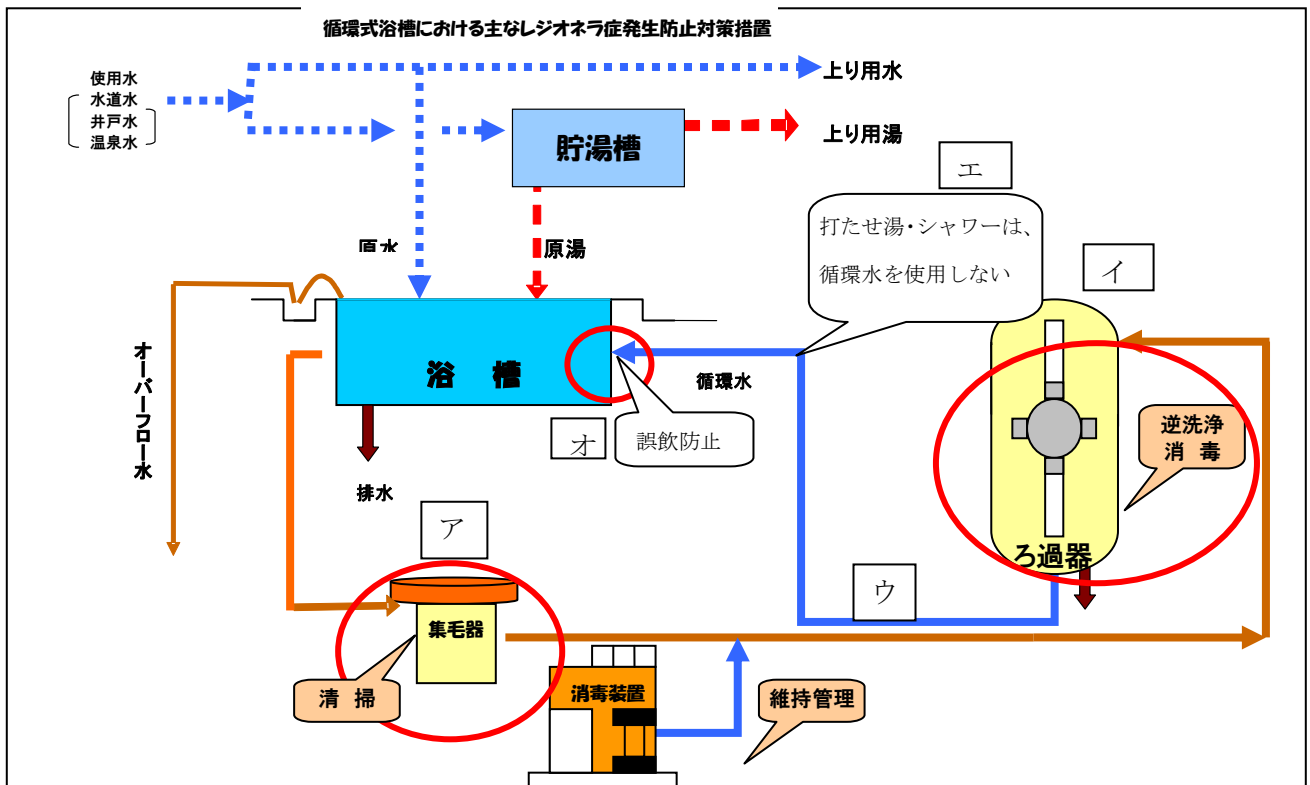 循環式浴槽における主なレジオネラ症発生防止対策措置
使用水
水道水
井戸水
温泉水
上り用水
貯湯槽
上り用湯
エ
打たせ湯・シャワーは、
循環水を使用しない
イ
原水
原湯
オーバーフロー水
浴 槽
循環水
オ
誤飲防止
逆洗浄
消 毒
排水
ア
ろ過器
ウ
集毛器
清 掃
消毒装置
維持管理